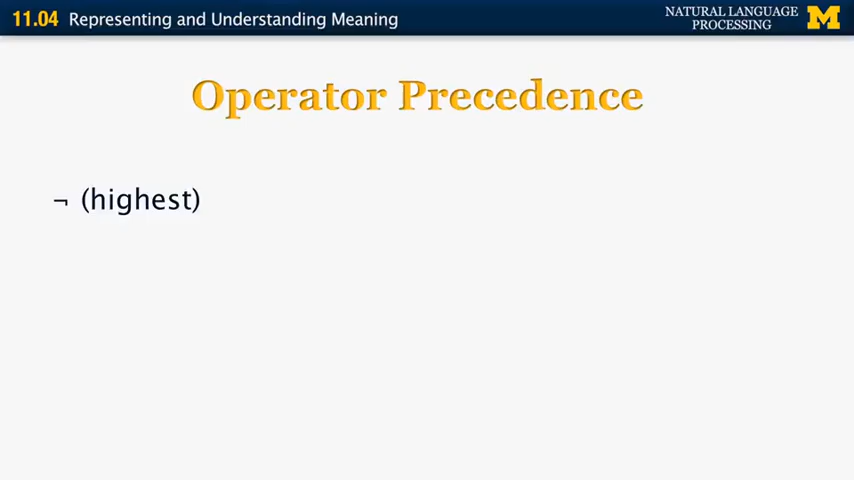 11.04 Representing and Understanding Meaning
NATURAL LANGUAGE
PROCESSING
M
Operator Precedence
¬ (highest)